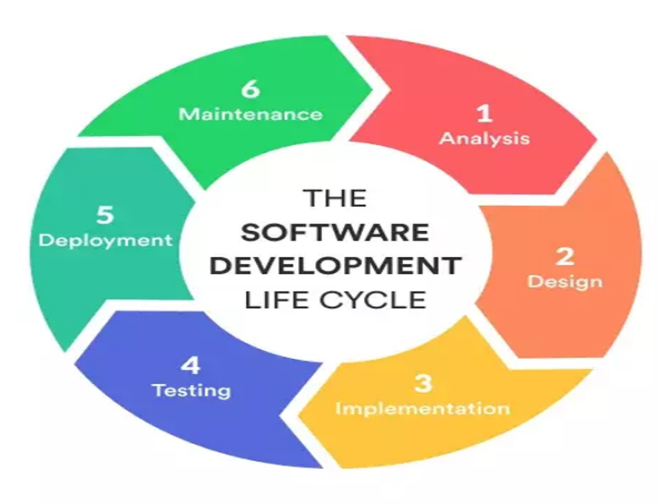 THE
SOFTWARE
DEVELOPMENT
LIFE CYCLE
1
Analysis
2
Design
3
Implementation
4
Testing
5
Deployment
6
Maintenance